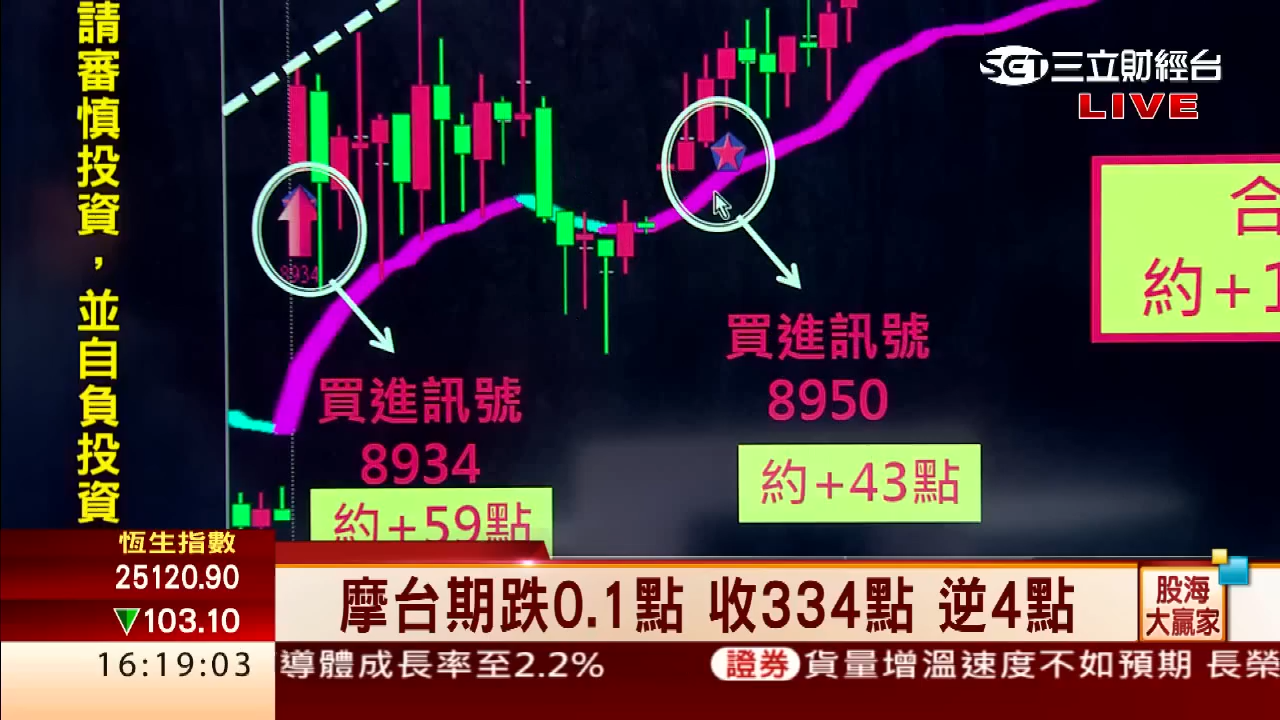 請審慎投資，並自負投資
SET三立財經台
LIVE
合
約+1
8934
買進訊號
8934
約+59點
買進訊號
8950
約+43點
恆生指數
25120.90
▼103.10
16:19:03
摩台期跌0.1點 收334點 逆4點
股海
大贏家
導體成長率至2.2%
證券 貨量增溫速度不如預期 長榮